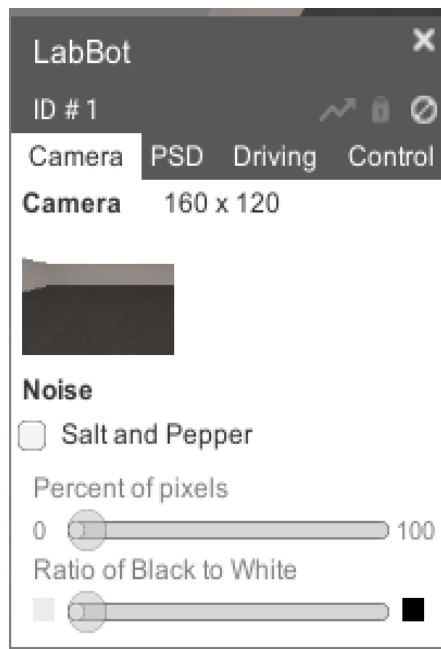 LabBot
ID # 1
Camera PSD Driving Control
Camera 160 x 120
Noise
Salt and Pepper
Percent of pixels
0 100
Ratio of Black to White